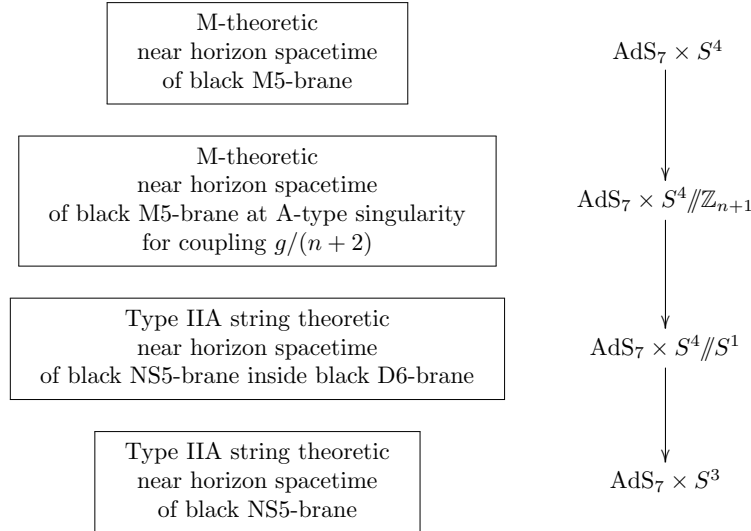 M-theoretic
near horizon spacetime
of black M5-brane
AdS₇ × S⁴
M-theoretic
near horizon spacetime
of black M5-brane at A-type singularity
for coupling g/(n + 2)
AdS₇ × S⁴⫽ℤₙ₊₁
Type IIA string theoretic
near horizon spacetime
of black NS5-brane inside black D6-brane
AdS₇ × S⁴⫽S¹
Type IIA string theoretic
near horizon spacetime
of black NS5-brane
AdS₇ × S³